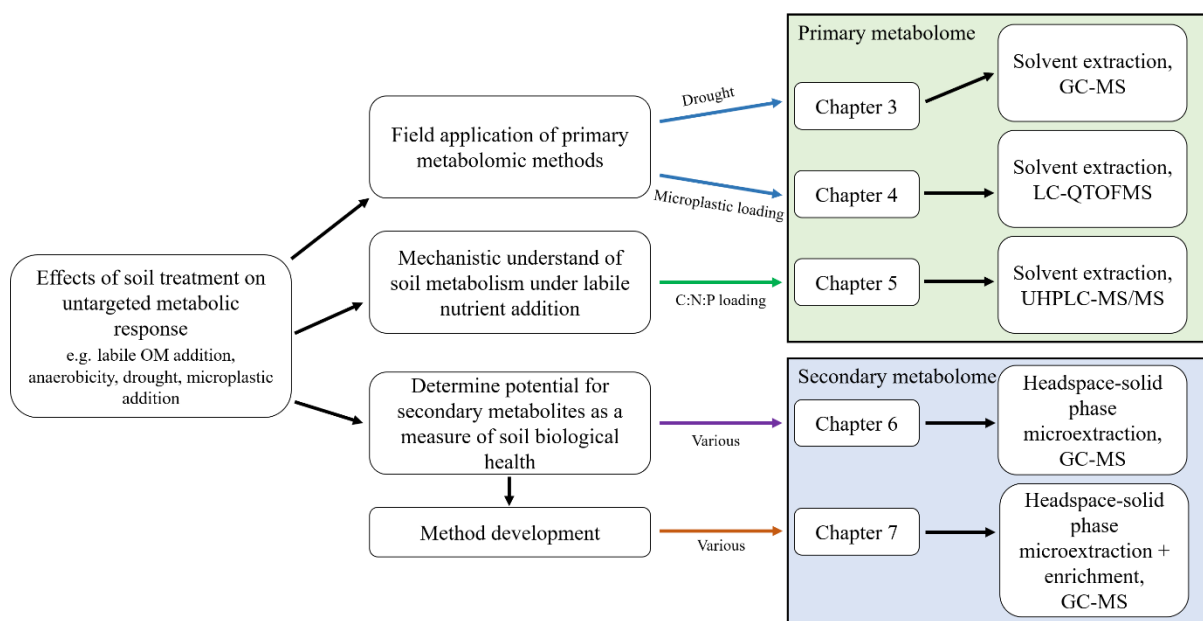 Effects of soil treatment on
untargeted metabolic
response
e.g. labile OM addition,
anaerobicity, drought, microplastic
addition
Field application of primary
metabolomic methods
Mechanistic understand of
soil metabolism under labile
nutrient addition
Determine potential for
secondary metabolites as a
measure of soil biological
health
Method development
Drought
Microplastic loading
C:N:P loading
Various
Various
Primary metabolome
Chapter 3
Solvent extraction,
GC-MS
Chapter 4
Solvent extraction,
LC-QTOFMS
Chapter 5
Solvent extraction,
UHPLC-MS/MS
Secondary metabolome
Chapter 6
Headspace-solid
phase
microextraction,
GC-MS
Chapter 7
Headspace-solid
phase
microextraction +
enrichment,
GC-MS